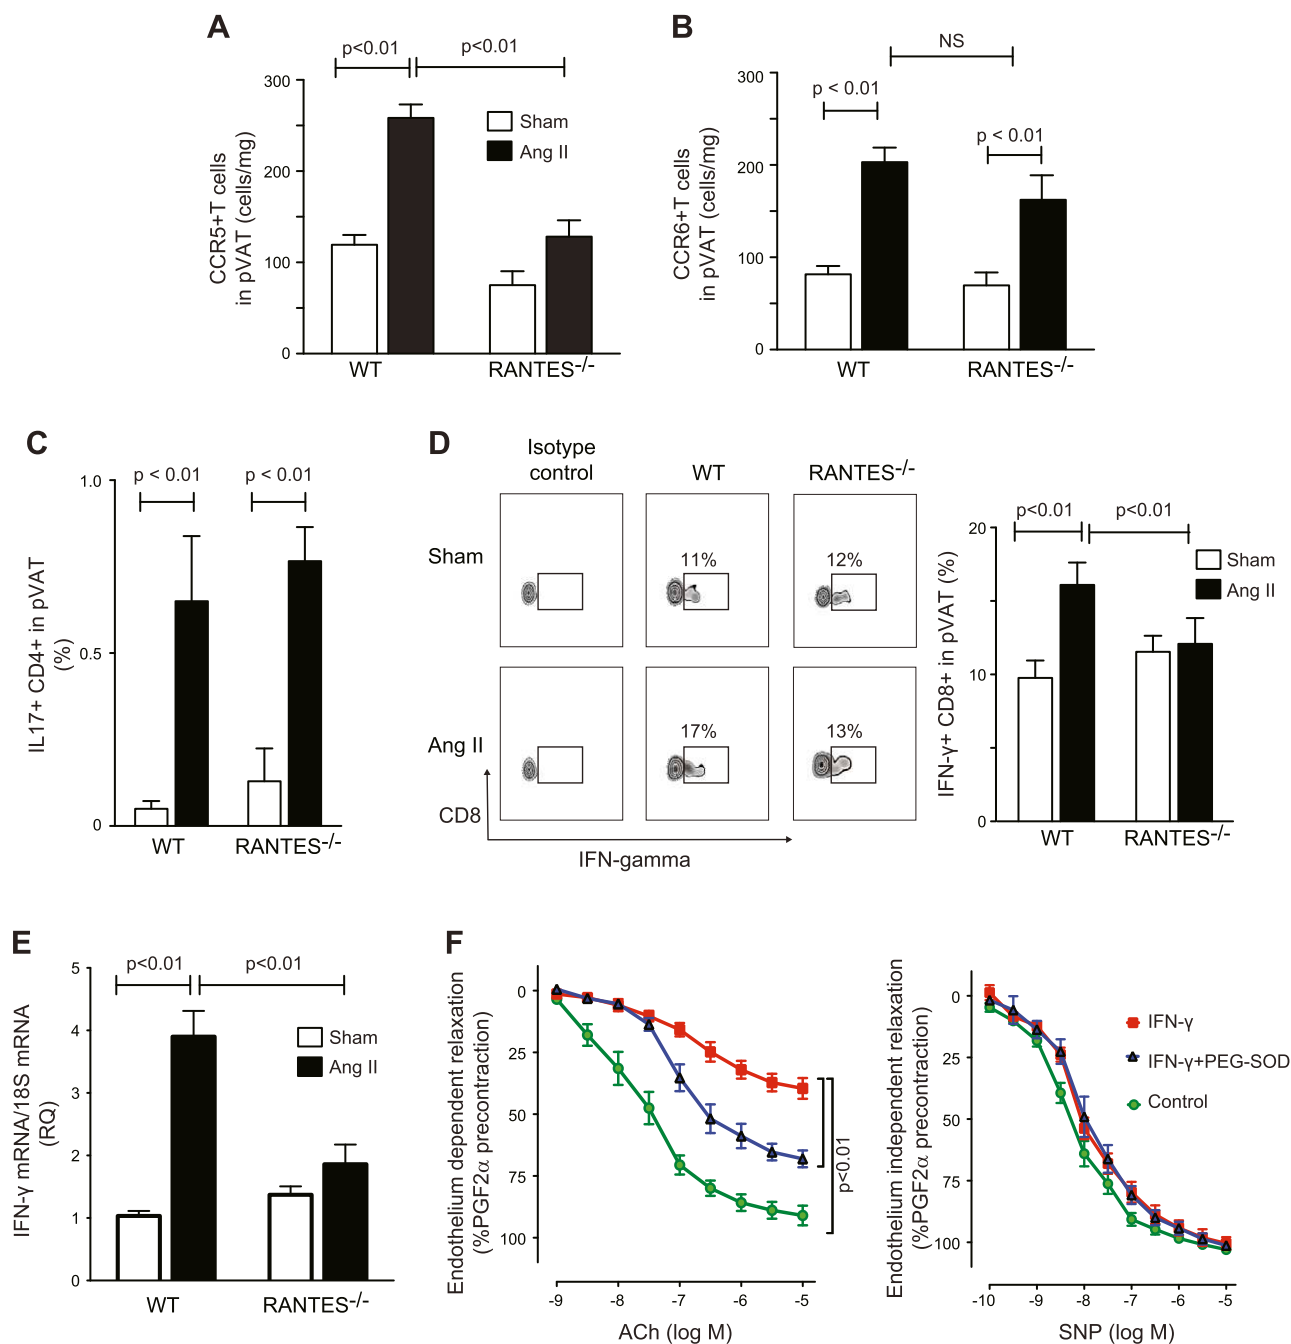 A
p<0.01
p<0.01
300
200
100
0
CCR5+T cells
in pVAT (cells/mg)
Sham
Ang II
WT
RANTES-/-
B
NS
p < 0.01
p < 0.01
300
200
100
0
CCR6+T cells
in pVAT (cells/mg)
WT
RANTES-/-
C
p < 0.01
p < 0.01
1.0
0.5
0
IL17+ CD4+ in pVAT
(%)
WT
RANTES-/-
D
Isotype
control
WT
RANTES-/-
Sham
11%
12%
Ang II
17%
13%
CD8
IFN-gamma
p<0.01
p<0.01
20
10
0
IFN-γ+ CD8+ in pVAT (%)
Sham
Ang II
WT
RANTES-/-
E
p<0.01
p<0.01
5
4
3
2
1
0
IFN-γ mRNA/18S mRNA
(RQ)
Sham
Ang II
WT
RANTES-/-
F
Endothelium dependent relaxation
(%PGF2α precontraction)
0
25
50
75
100
p<0.01
-9
-8
-7
-6
-5
ACh (log M)
Endothelium independent relaxation
(%PGF2α precontraction)
0
25
50
75
100
IFN-γ
IFN-γ+PEG-SOD
Control
-10
-9
-8
-7
-6
-5
SNP (log M)